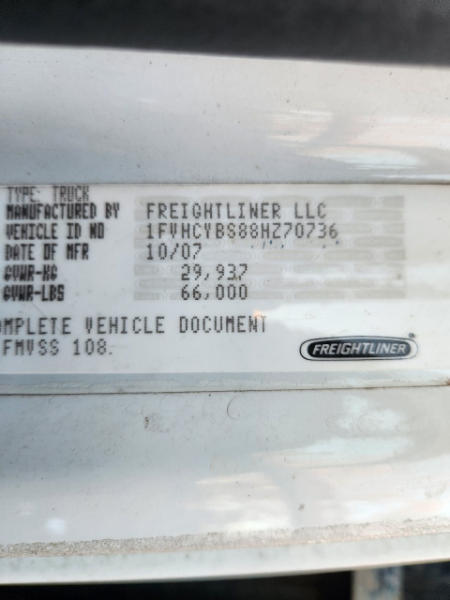 TYPE: TRUCK
MANUFACTURED BY FREIGHTLINER LLC
VEHICLE ID NO 1FVHCYBS88HZ70736
DATE OF MFR 10/07
GVWR-KG 29,937
GVWR-LBS 66,000
OMPLETE VEHICLE DOCUMENT
FMVSS 108.
FREIGHTLINER